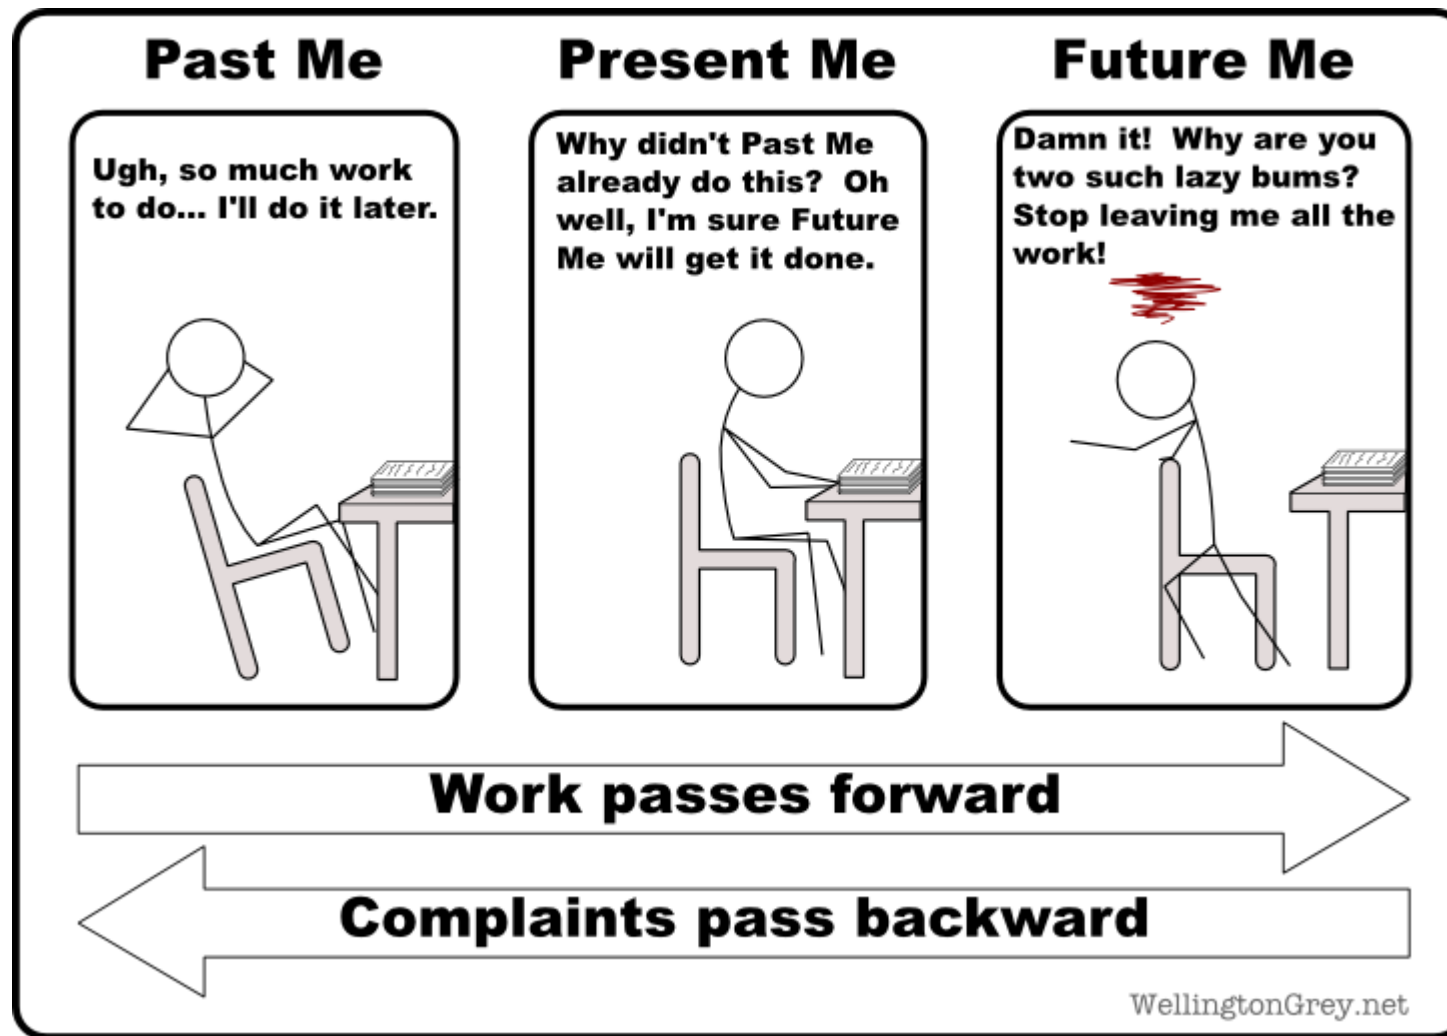 Past Me
Ugh, so much work
to do... I'll do it later.
Present Me
Why didn't Past Me
already do this?  Oh
well, I'm sure Future
Me will get it done.
Future Me
Damn it!  Why are you
two such lazy bums?
Stop leaving me all the
work!
Work passes forward
Complaints pass backward
WellingtonGrey.net